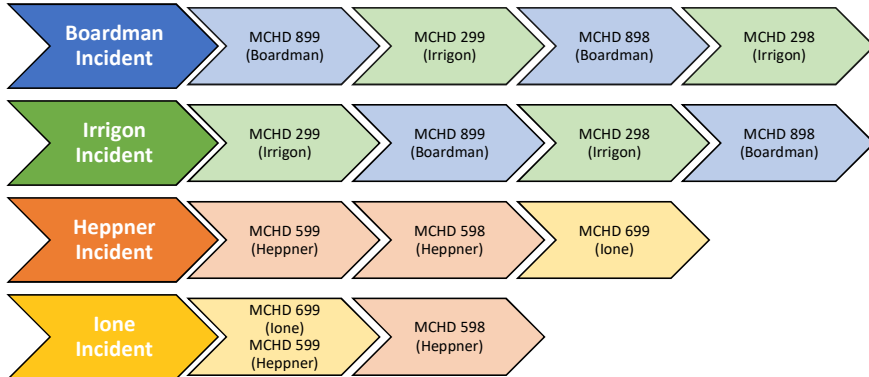 Boardman
Incident
MCHD 899
(Boardman)
MCHD 299
(Irrigon)
MCHD 898
(Boardman)
MCHD 298
(Irrigon)
Irrigon
Incident
MCHD 299
(Irrigon)
MCHD 899
(Boardman)
MCHD 298
(Irrigon)
MCHD 898
(Boardman)
Heppner
Incident
MCHD 599
(Heppner)
MCHD 598
(Heppner)
MCHD 699
(Ione)
Ione
Incident
MCHD 699
(Ione)
MCHD 599
(Heppner)
MCHD 598
(Heppner)